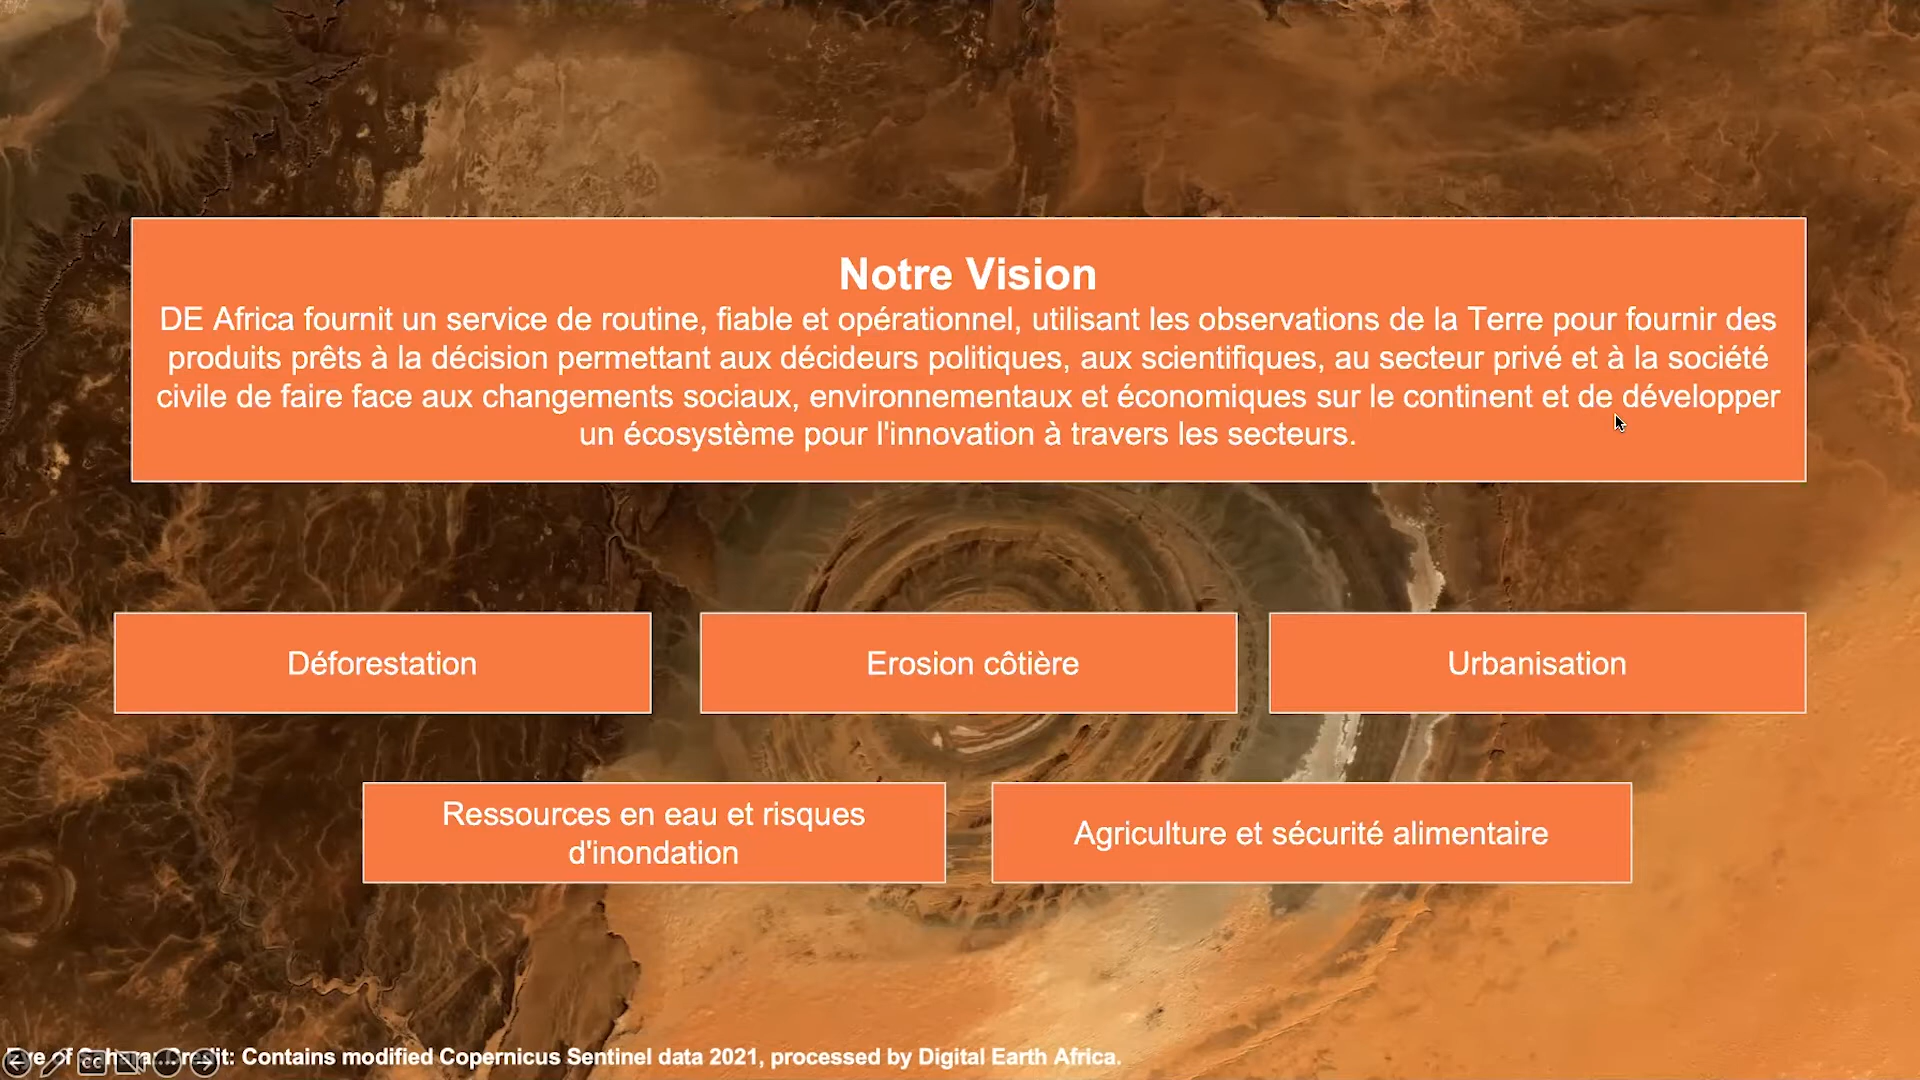 Notre Vision
DE Africa fournit un service de routine, fiable et opérationnel, utilisant les observations de la Terre pour fournir des
produits prêts à la décision permettant aux décideurs politiques, aux scientifiques, au secteur privé et à la société
civile de faire face aux changements sociaux, environnementaux et économiques sur le continent et de développer
un écosystème pour l'innovation à travers les secteurs.
Déforestation
Erosion côtière
Urbanisation
Ressources en eau et risques
d'inondation
Agriculture et sécurité alimentaire
Eye of Sahara, Credit: Contains modified Copernicus Sentinel data 2021, processed by Digital Earth Africa.